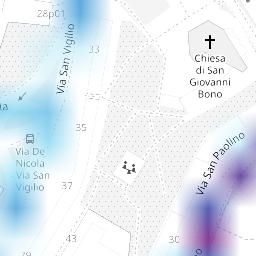 28p01
Via San Vigilio
33
Chiesa
di San
Giovanni
Bono
35
Via De
Nicola
Via San
Vigilio
Via San Paolino
37
43
30